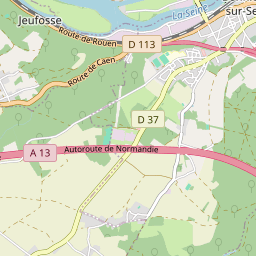 Jeufosse
La Seine
sur-Se
Route de Rouen
D 113
Route de Caen
D 37
A 13
Autoroute de Normandie